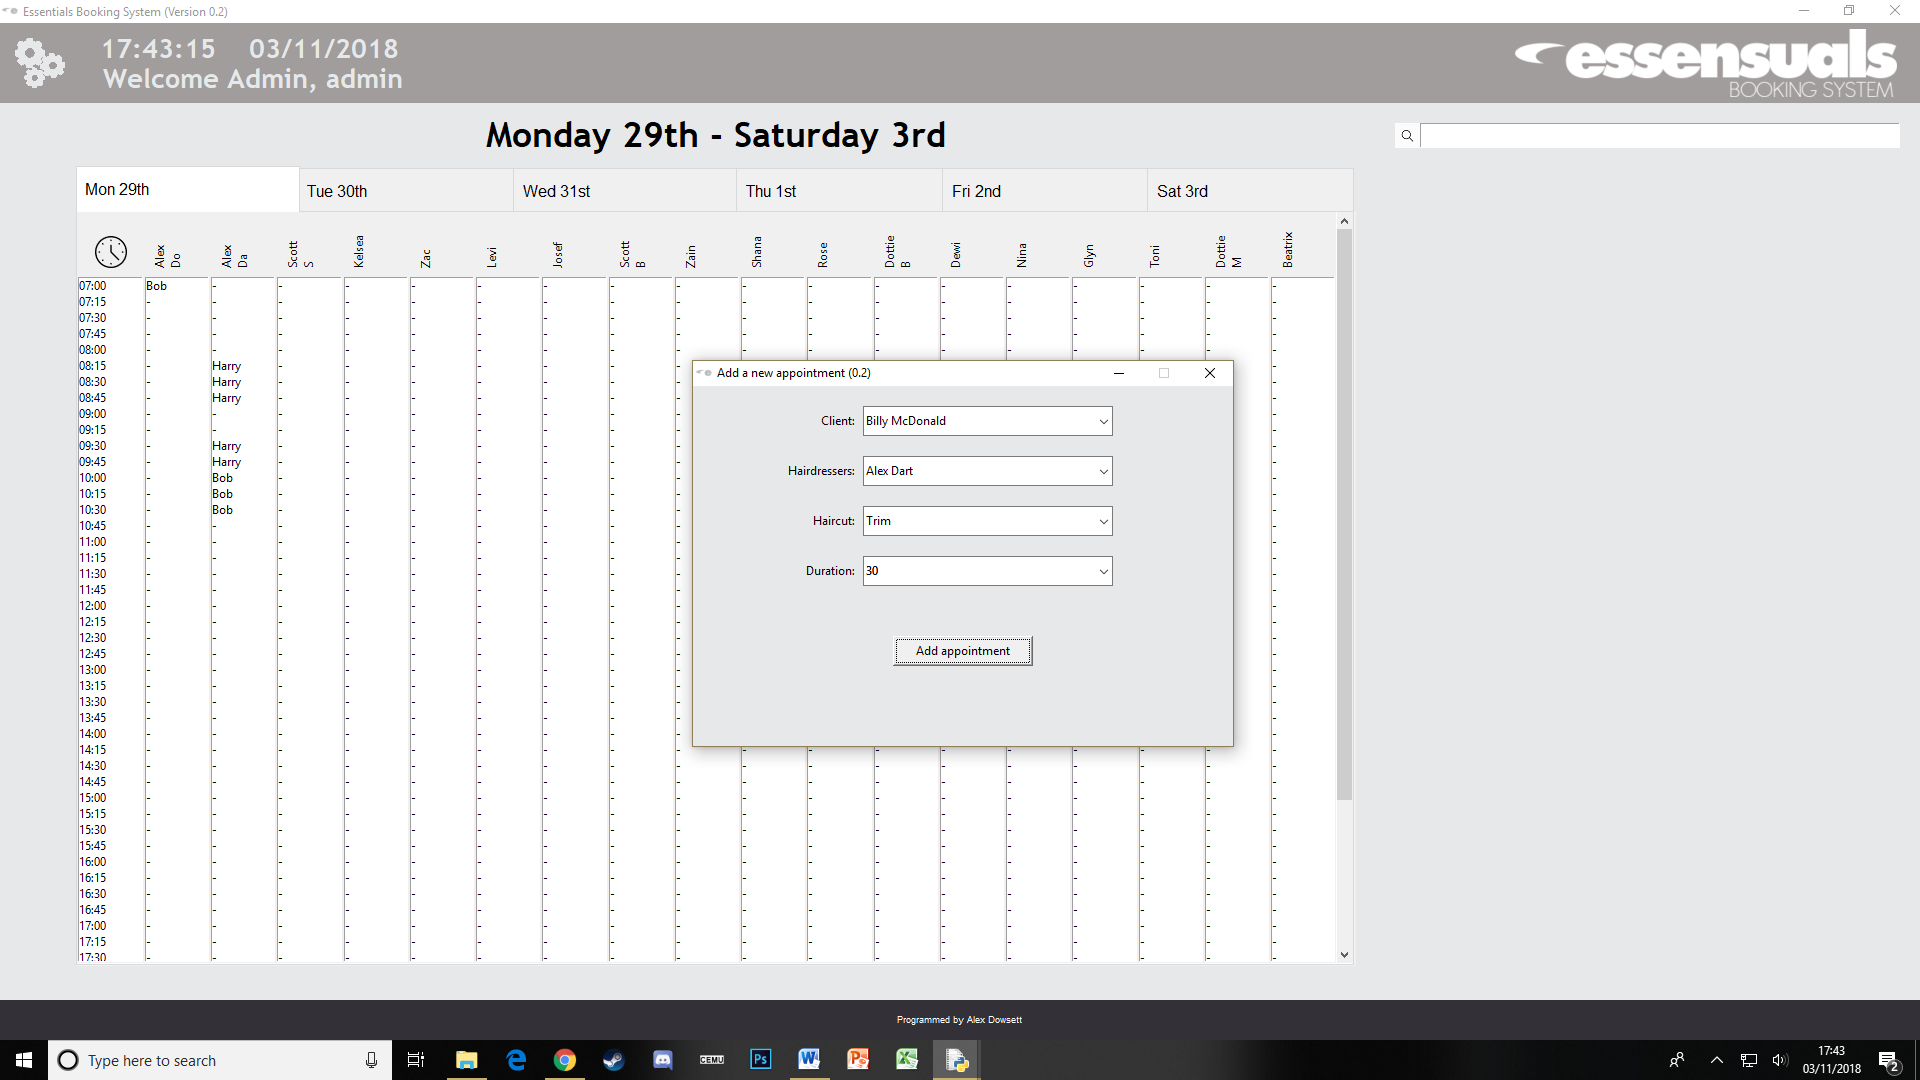 Essentials Booking System (Version 0.2)
17:43:15 03/11/2018
Welcome Admin, admin
essensuals
BOOKING SYSTEM
Monday 29th - Saturday 3rd
Mon 29th Tue 30th Wed 31st Thu 1st Fri 2nd Sat 3rd
Alex Do Alex Da Scott S Kelsea Zac Levi Josef Scott B Zain Shana Rose Dottie B Dewi Nina Glyn Toni Dottie M Beatrix
07:00 Bob - - - - - - - - - - - - - - - - -
07:15 - - - - - - - - - - - - - - - - - -
07:30 - - - - - - - - - - - - - - - - - -
07:45 - - - - - - - - - - - - - - - - - -
08:00 - - - - - - - - - - - - - - - - - -
08:15 - Harry - - - - - - - -
08:30 - Harry - - - - - - - -
08:45 - Harry - - - - - - - -
09:00 - - - - - - - - - -
09:15 - - - - - - - - - -
09:30 - Harry - - - - - - - -
09:45 - Harry - - - - - - - -
10:00 - Bob - - - - - - - -
10:15 - Bob - - - - - - - -
10:30 - Bob - - - - - - - -
10:45 - - - - - - - - - -
11:00 - - - - - - - - - -
11:15 - - - - - - - - - -
11:30 - - - - - - - - - -
11:45 - - - - - - - - - -
12:00 - - - - - - - - - -
12:15 - - - - - - - - - -
12:30 - - - - - - - - - -
12:45 - - - - - - - - - -
13:00 - - - - - - - - - -
13:15 - - - - - - - - - -
13:30 - - - - - - - - - -
13:45 - - - - - - - - - -
14:00 - - - - - - - - - -
14:15 - - - - - - - - - - - - - - - - - -
14:30 - - - - - - - - - - - - - - - - - -
14:45 - - - - - - - - - - - - - - - - - -
15:00 - - - - - - - - - - - - - - - - - -
15:15 - - - - - - - - - - - - - - - - - -
15:30 - - - - - - - - - - - - - - - - - -
15:45 - - - - - - - - - - - - - - - - - -
16:00 - - - - - - - - - - - - - - - - - -
16:15 - - - - - - - - - - - - - - - - - -
16:30 - - - - - - - - - - - - - - - - - -
16:45 - - - - - - - - - - - - - - - - - -
17:00 - - - - - - - - - - - - - - - - - -
17:15 - - - - - - - - - - - - - - - - - -
17:30 - - - - - - - - - - - - - - - - - -
Add a new appointment (0.2)
Client: Billy McDonald
Hairdressers: Alex Dart
Haircut: Trim
Duration: 30
Add appointment
Programmed by Alex Dowsett
Type here to search
CEMU
Ps
17:43
03/11/2018
2